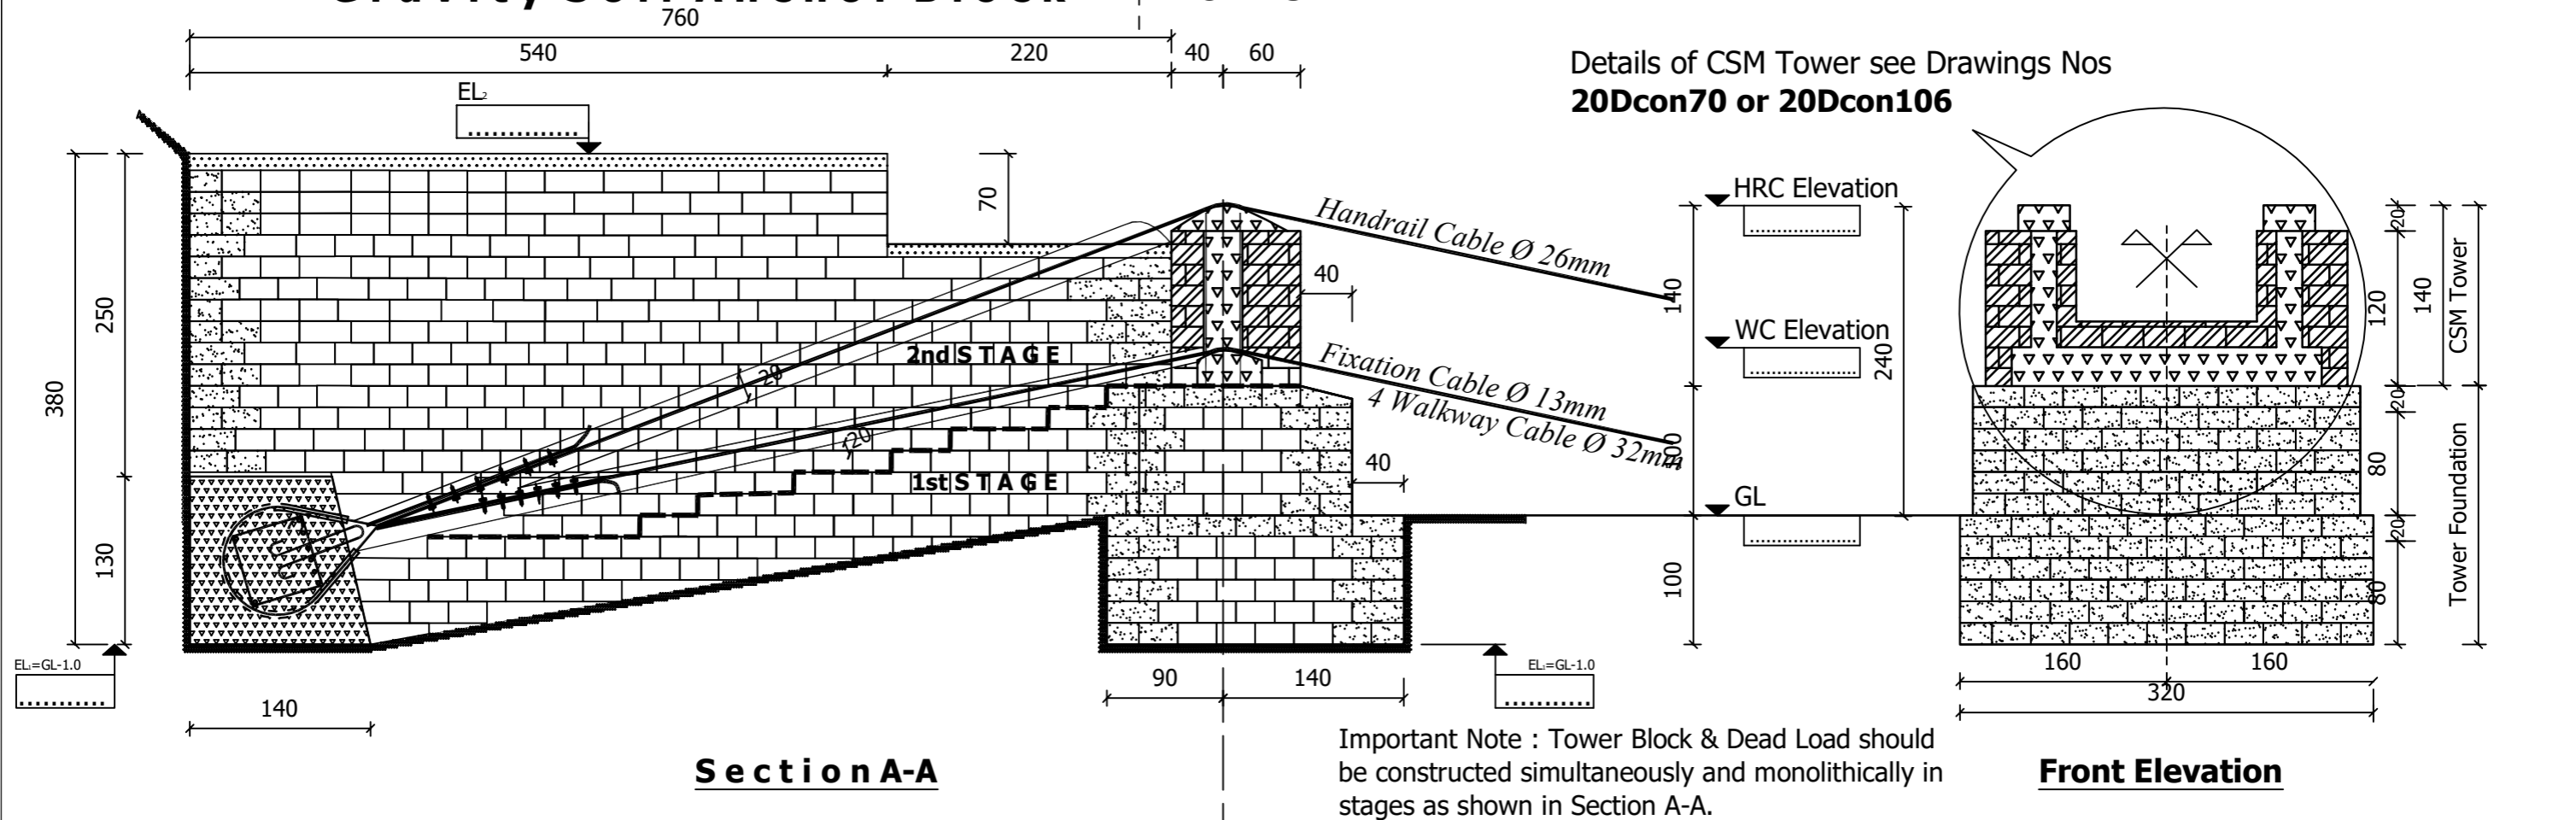 760
540
220
40
60
EL2
70
380
250
130
EL1=GL-1.0
140
2nd S T A G E
1st S T A G E
20
20
Handrail Cable Ø 26mm
40
Fixation Cable Ø 13mm
4 Walkway Cable Ø 32mm
40
90
140
EL1=GL-1.0
S e c t i o n A-A
Details of CSM Tower see Drawings Nos
20Dcon70 or 20Dcon106
HRC Elevation
WC Elevation
GL
140
100
240
20
120
140
CSM Tower
20
80
20
80
Tower Foundation
160
160
320
Important Note : Tower Block & Dead Load should
be constructed simultaneously and monolithically in
stages as shown in Section A-A.
Front Elevation